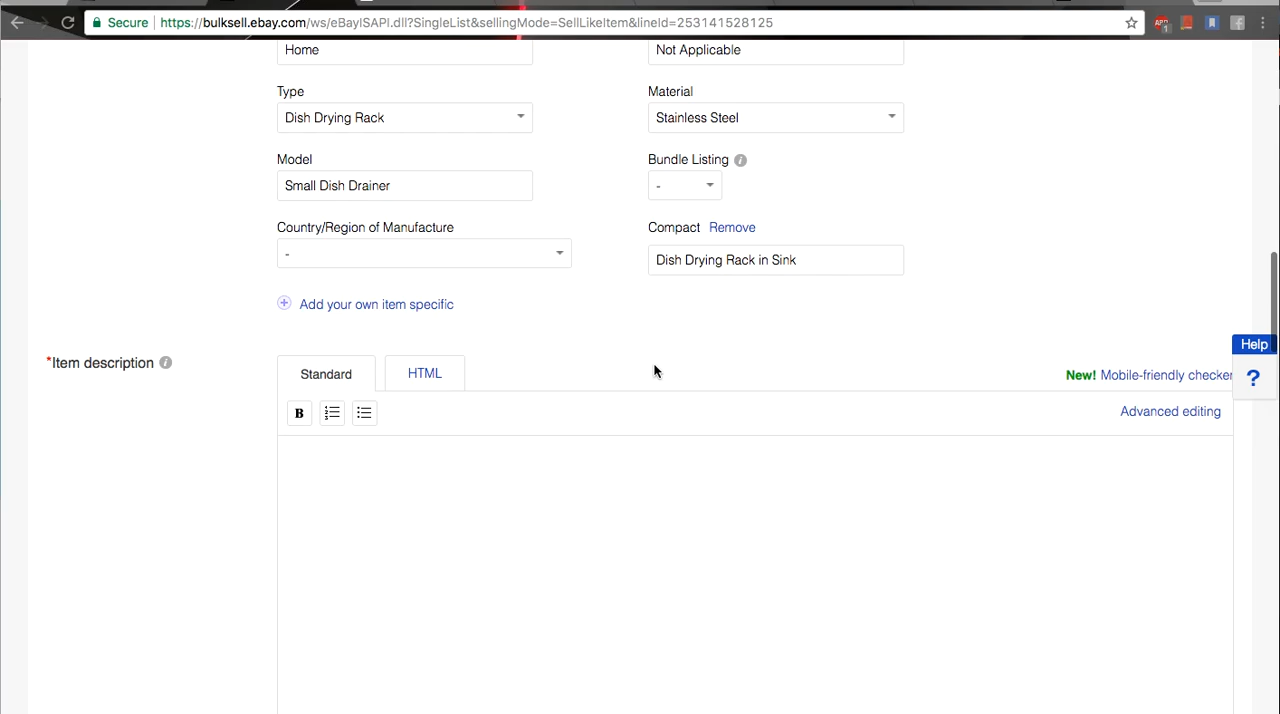 Secure https://bulksell.ebay.com/ws/eBayISAPI.dll?SingleList&sellingMode=SellLikeItem&lineId=253141528125
ABP
1
Home Not Applicable
Type Material
Dish Drying Rack Stainless Steel
Model Bundle Listing i
Small Dish Drainer -
Country/Region of Manufacture Compact Remove
- Dish Drying Rack in Sink
+ Add your own item specific
Help
*Item description i Standard HTML New! Mobile-friendly checker ?
B Advanced editing